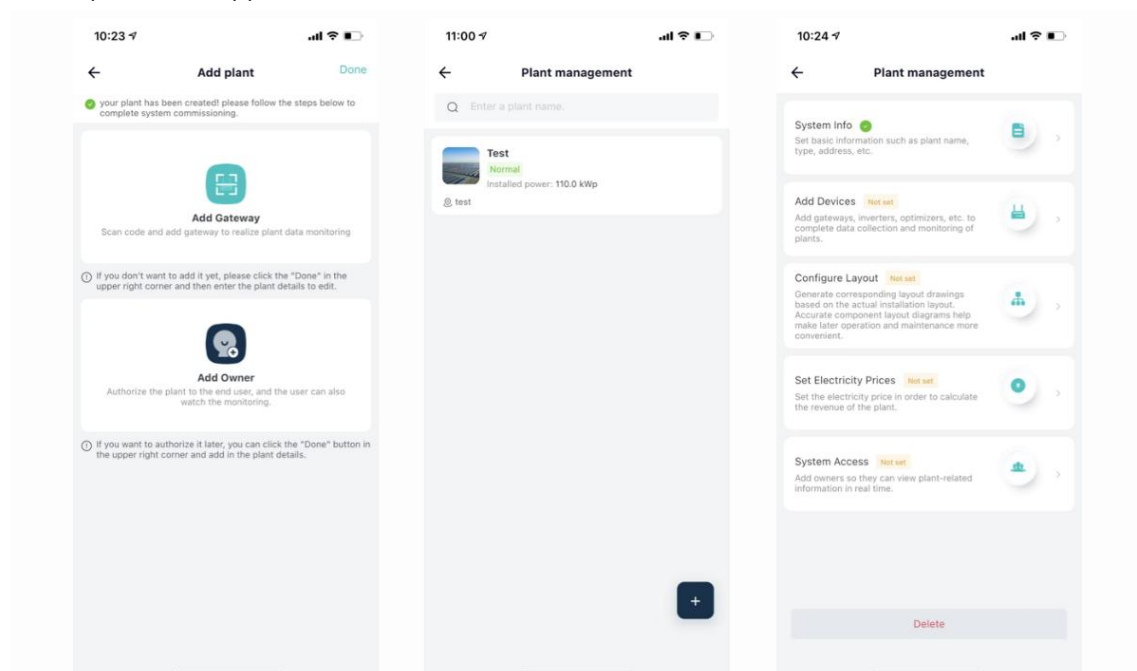 10:23
Add plant
Done
your plant has been created! please follow the steps below to
complete system commissioning.
Add Gateway
Scan code and add gateway to realize plant data monitoring
If you don't want to add it yet, please click the "Done" in the
upper right corner and then enter the plant details to edit.
Add Owner
Authorize the plant to the end user, and the user can also
watch the monitoring.
If you want to authorize it later, you can click the "Done" button in
the upper right corner and add in the plant details.
11:00
Plant management
Enter a plant name.
Test
Normal
Installed power: 110.0 kWp
test
10:24
Plant management
System Info
Set basic information such as plant name,
type, address, etc.
Add Devices Not set
Add gateways, inverters, optimizers, etc. to
complete data collection and monitoring of
plants.
Configure Layout Not set
Generate corresponding layout drawings
based on the actual installation layout.
Accurate component layout diagrams help
make later operation and maintenance more
convenient.
Set Electricity Prices Not set
Set the electricity price in order to calculate
the revenue of the plant.
System Access Not set
Add owners so they can view plant-related
information in real time.
Delete